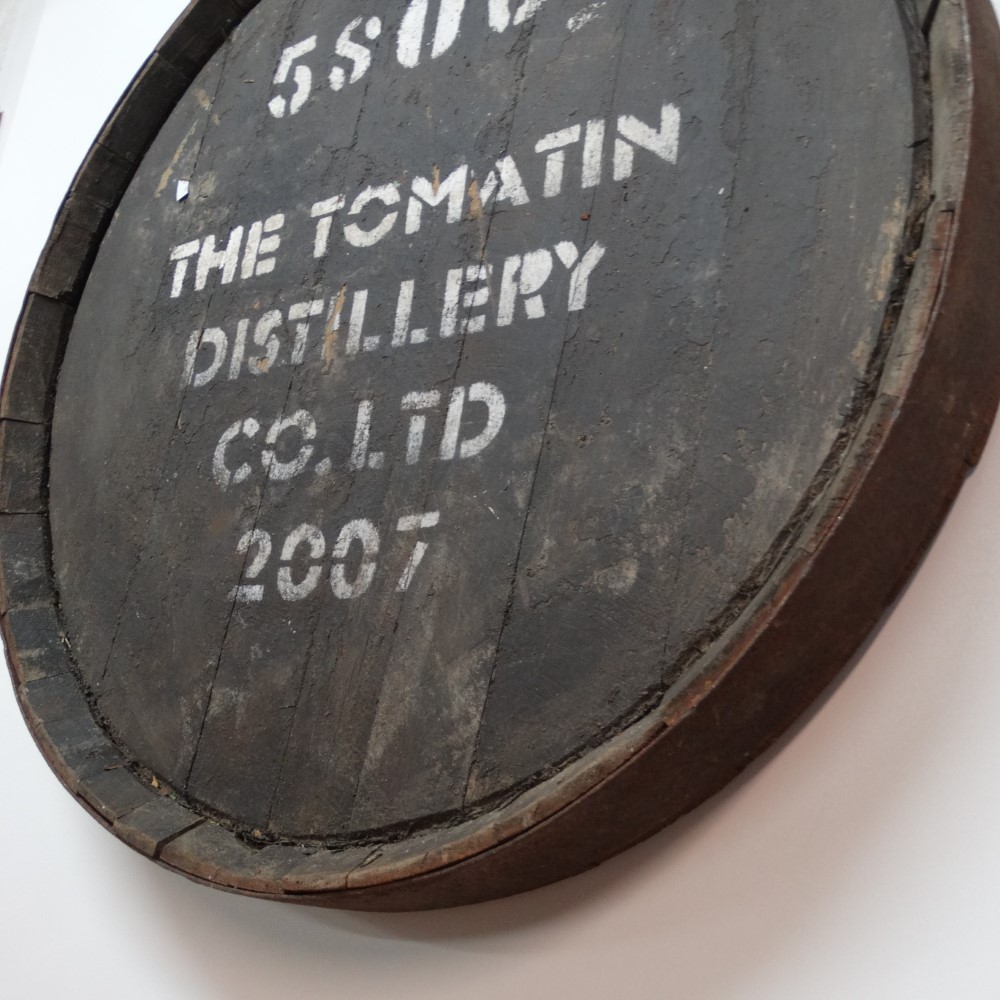 THE TOMATIN
DISTILLERY
CO.LTD
2007